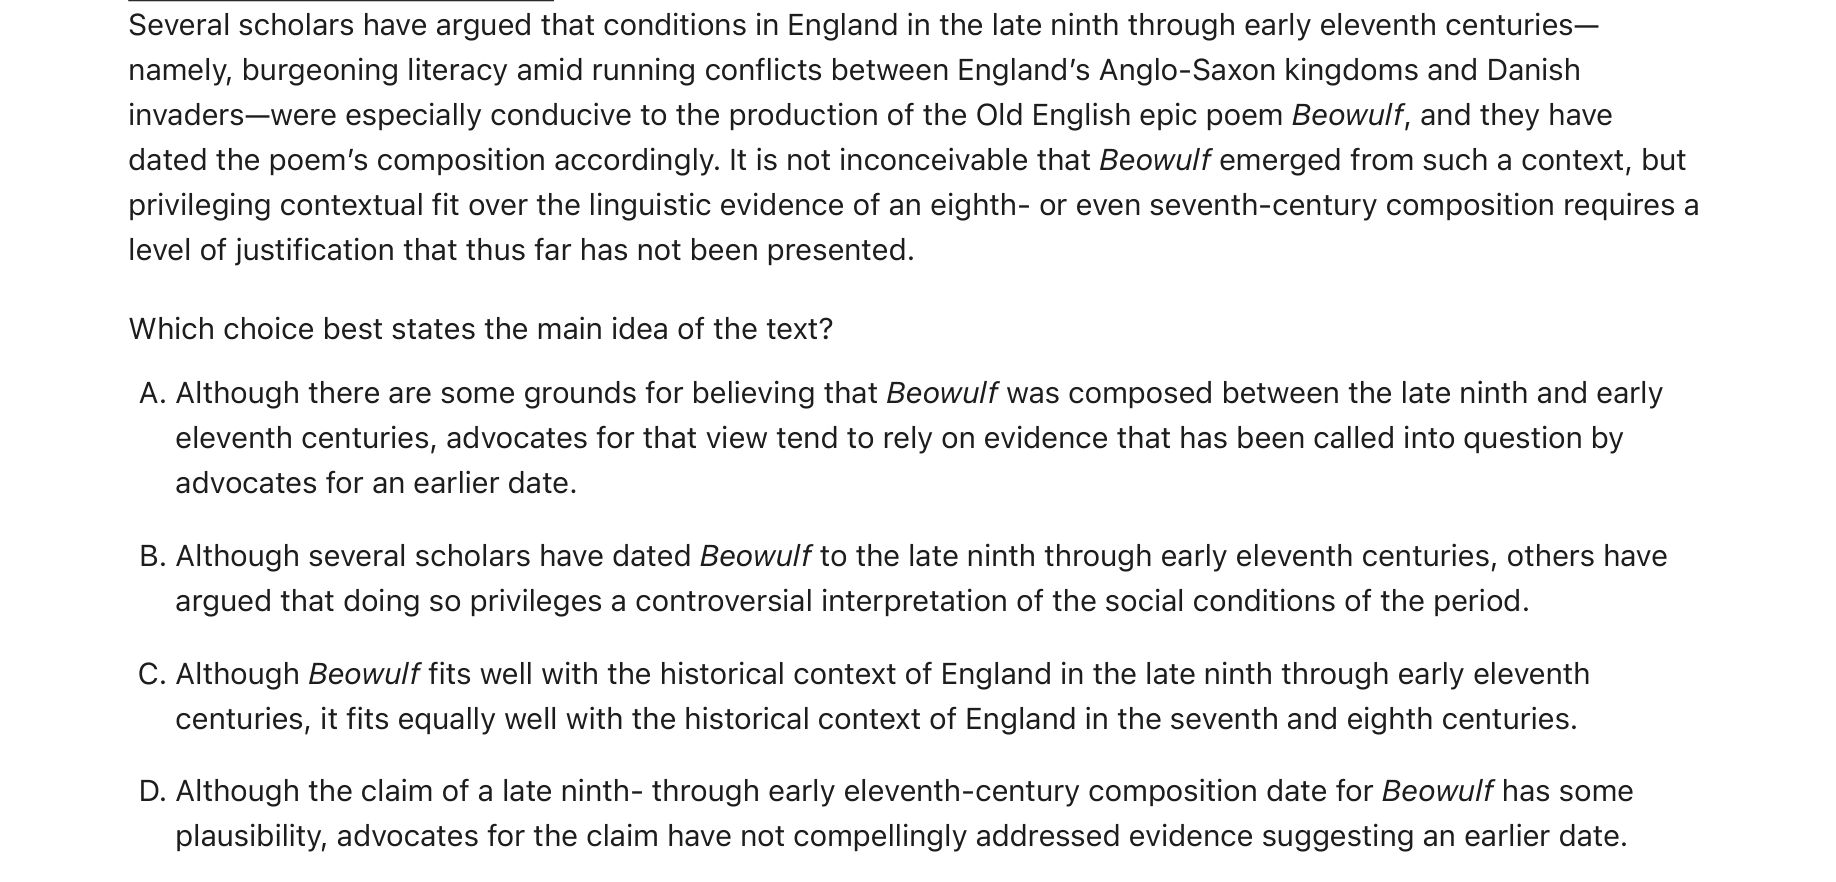 Several scholars have argued that conditions in England in the late ninth through early eleventh centuries—
namely, burgeoning literacy amid running conflicts between England’s Anglo-Saxon kingdoms and Danish
invaders—were especially conducive to the production of the Old English epic poem Beowulf, and they have
dated the poem’s composition accordingly. It is not inconceivable that Beowulf emerged from such a context, but
privileging contextual fit over the linguistic evidence of an eighth- or even seventh-century composition requires a
level of justification that thus far has not been presented.
Which choice best states the main idea of the text?
A. Although there are some grounds for believing that Beowulf was composed between the late ninth and early
eleventh centuries, advocates for that view tend to rely on evidence that has been called into question by
advocates for an earlier date.
B. Although several scholars have dated Beowulf to the late ninth through early eleventh centuries, others have
argued that doing so privileges a controversial interpretation of the social conditions of the period.
C. Although Beowulf fits well with the historical context of England in the late ninth through early eleventh
centuries, it fits equally well with the historical context of England in the seventh and eighth centuries.
D. Although the claim of a late ninth- through early eleventh-century composition date for Beowulf has some
plausibility, advocates for the claim have not compellingly addressed evidence suggesting an earlier date.